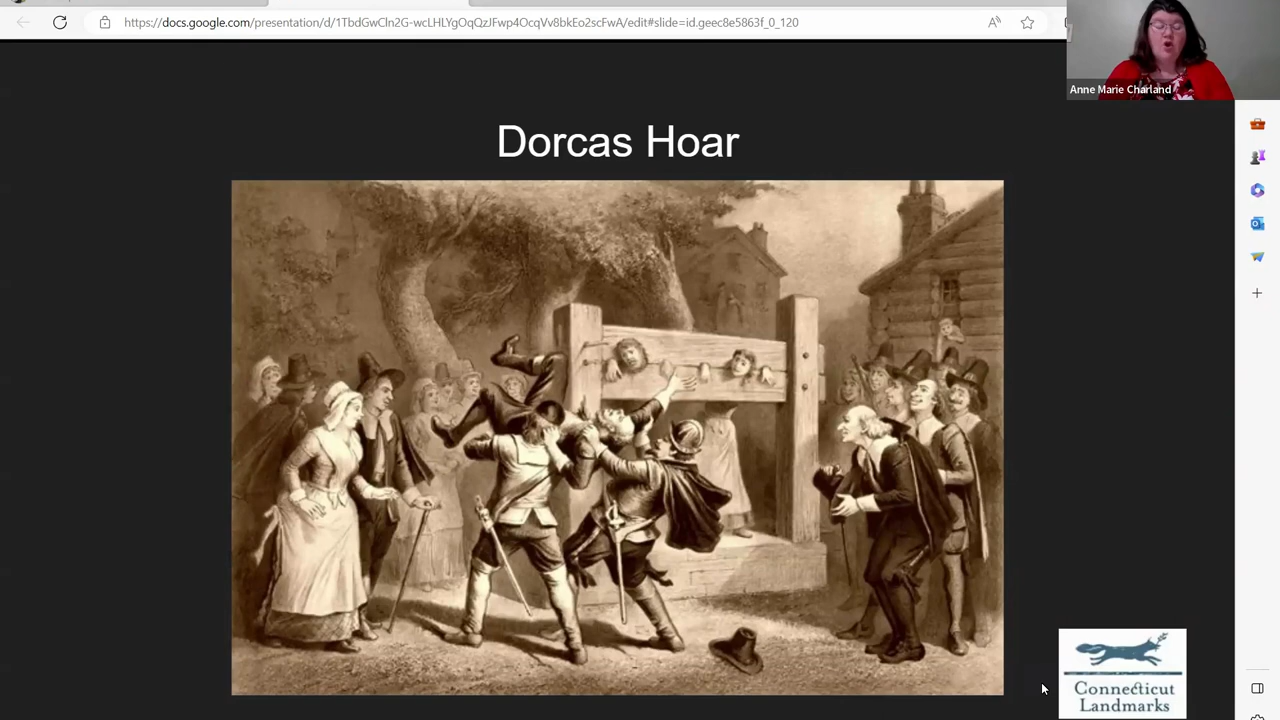 https://docs.google.com/presentation/d/1TbdGwCln2G-wcLHLYgOqQzJFwp4OcqVv8bkEo2scFwA/edit#slide=id.geec8e5863f_0_120
Anne Marie Charland
Dorcas Hoar
Connecticut
Landmarks